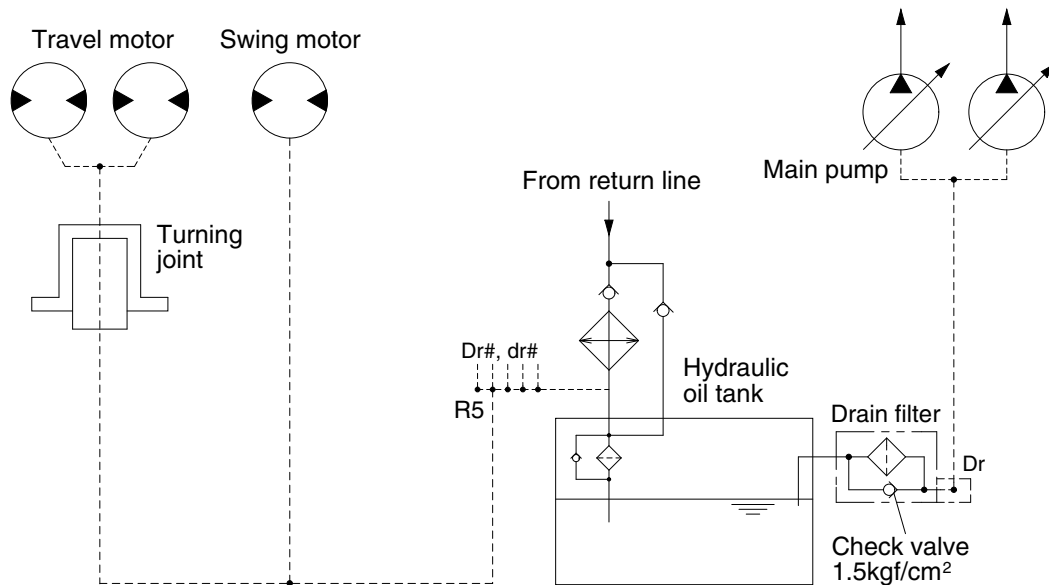 Travel motor
Swing motor
Main pump
From return line
Turning
joint
Dr#, dr#
R5
Hydraulic
oil tank
Drain filter
Dr
Check valve
1.5kgf/cm²